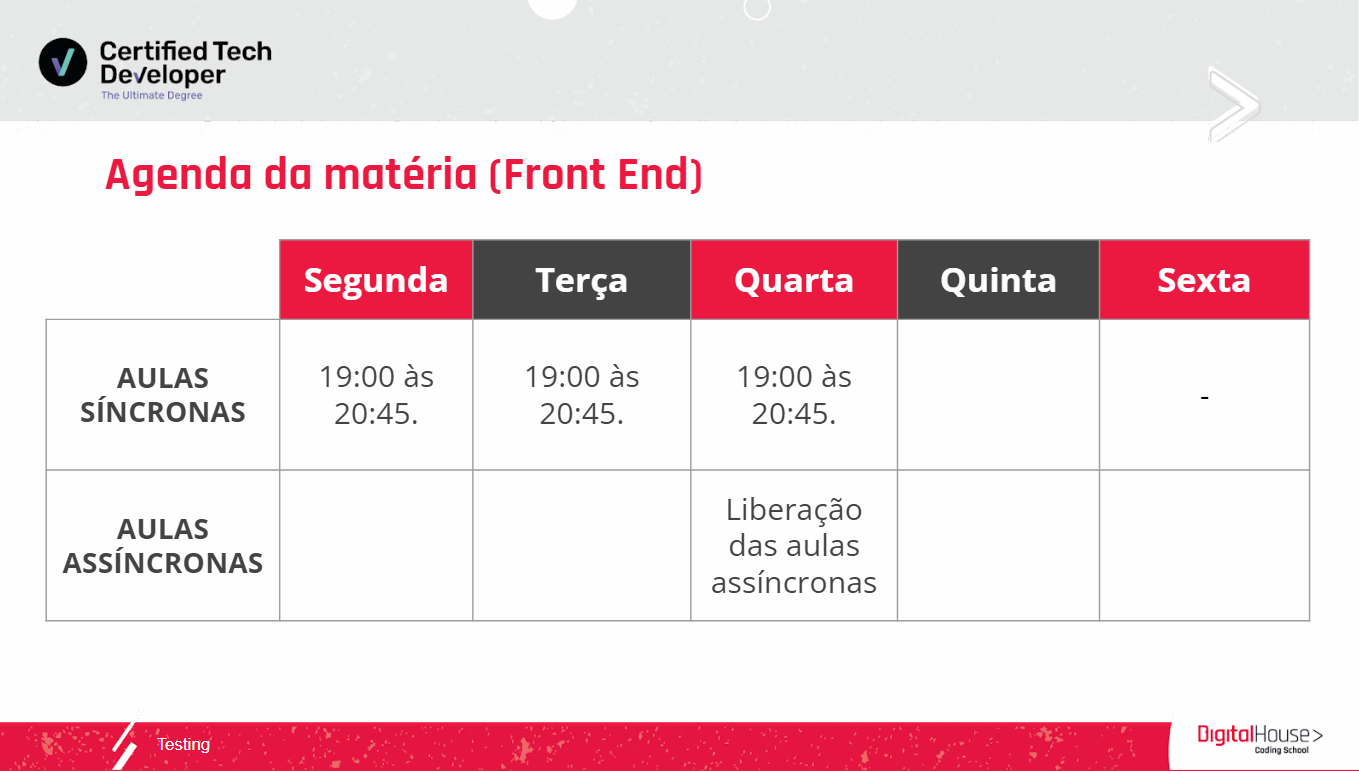 Certified Tech
Developer
The Ultimate Degree
Agenda da matéria (Front End)
Segunda
Terça
Quarta
Quinta
Sexta
AULAS
SÍNCRONAS
19:00 às
20:45.
19:00 às
20:45.
19:00 às
20:45.
-
AULAS
ASSÍNCRONAS
Liberação
das aulas
assíncronas
Testing
DigitalHouse>
Coding School